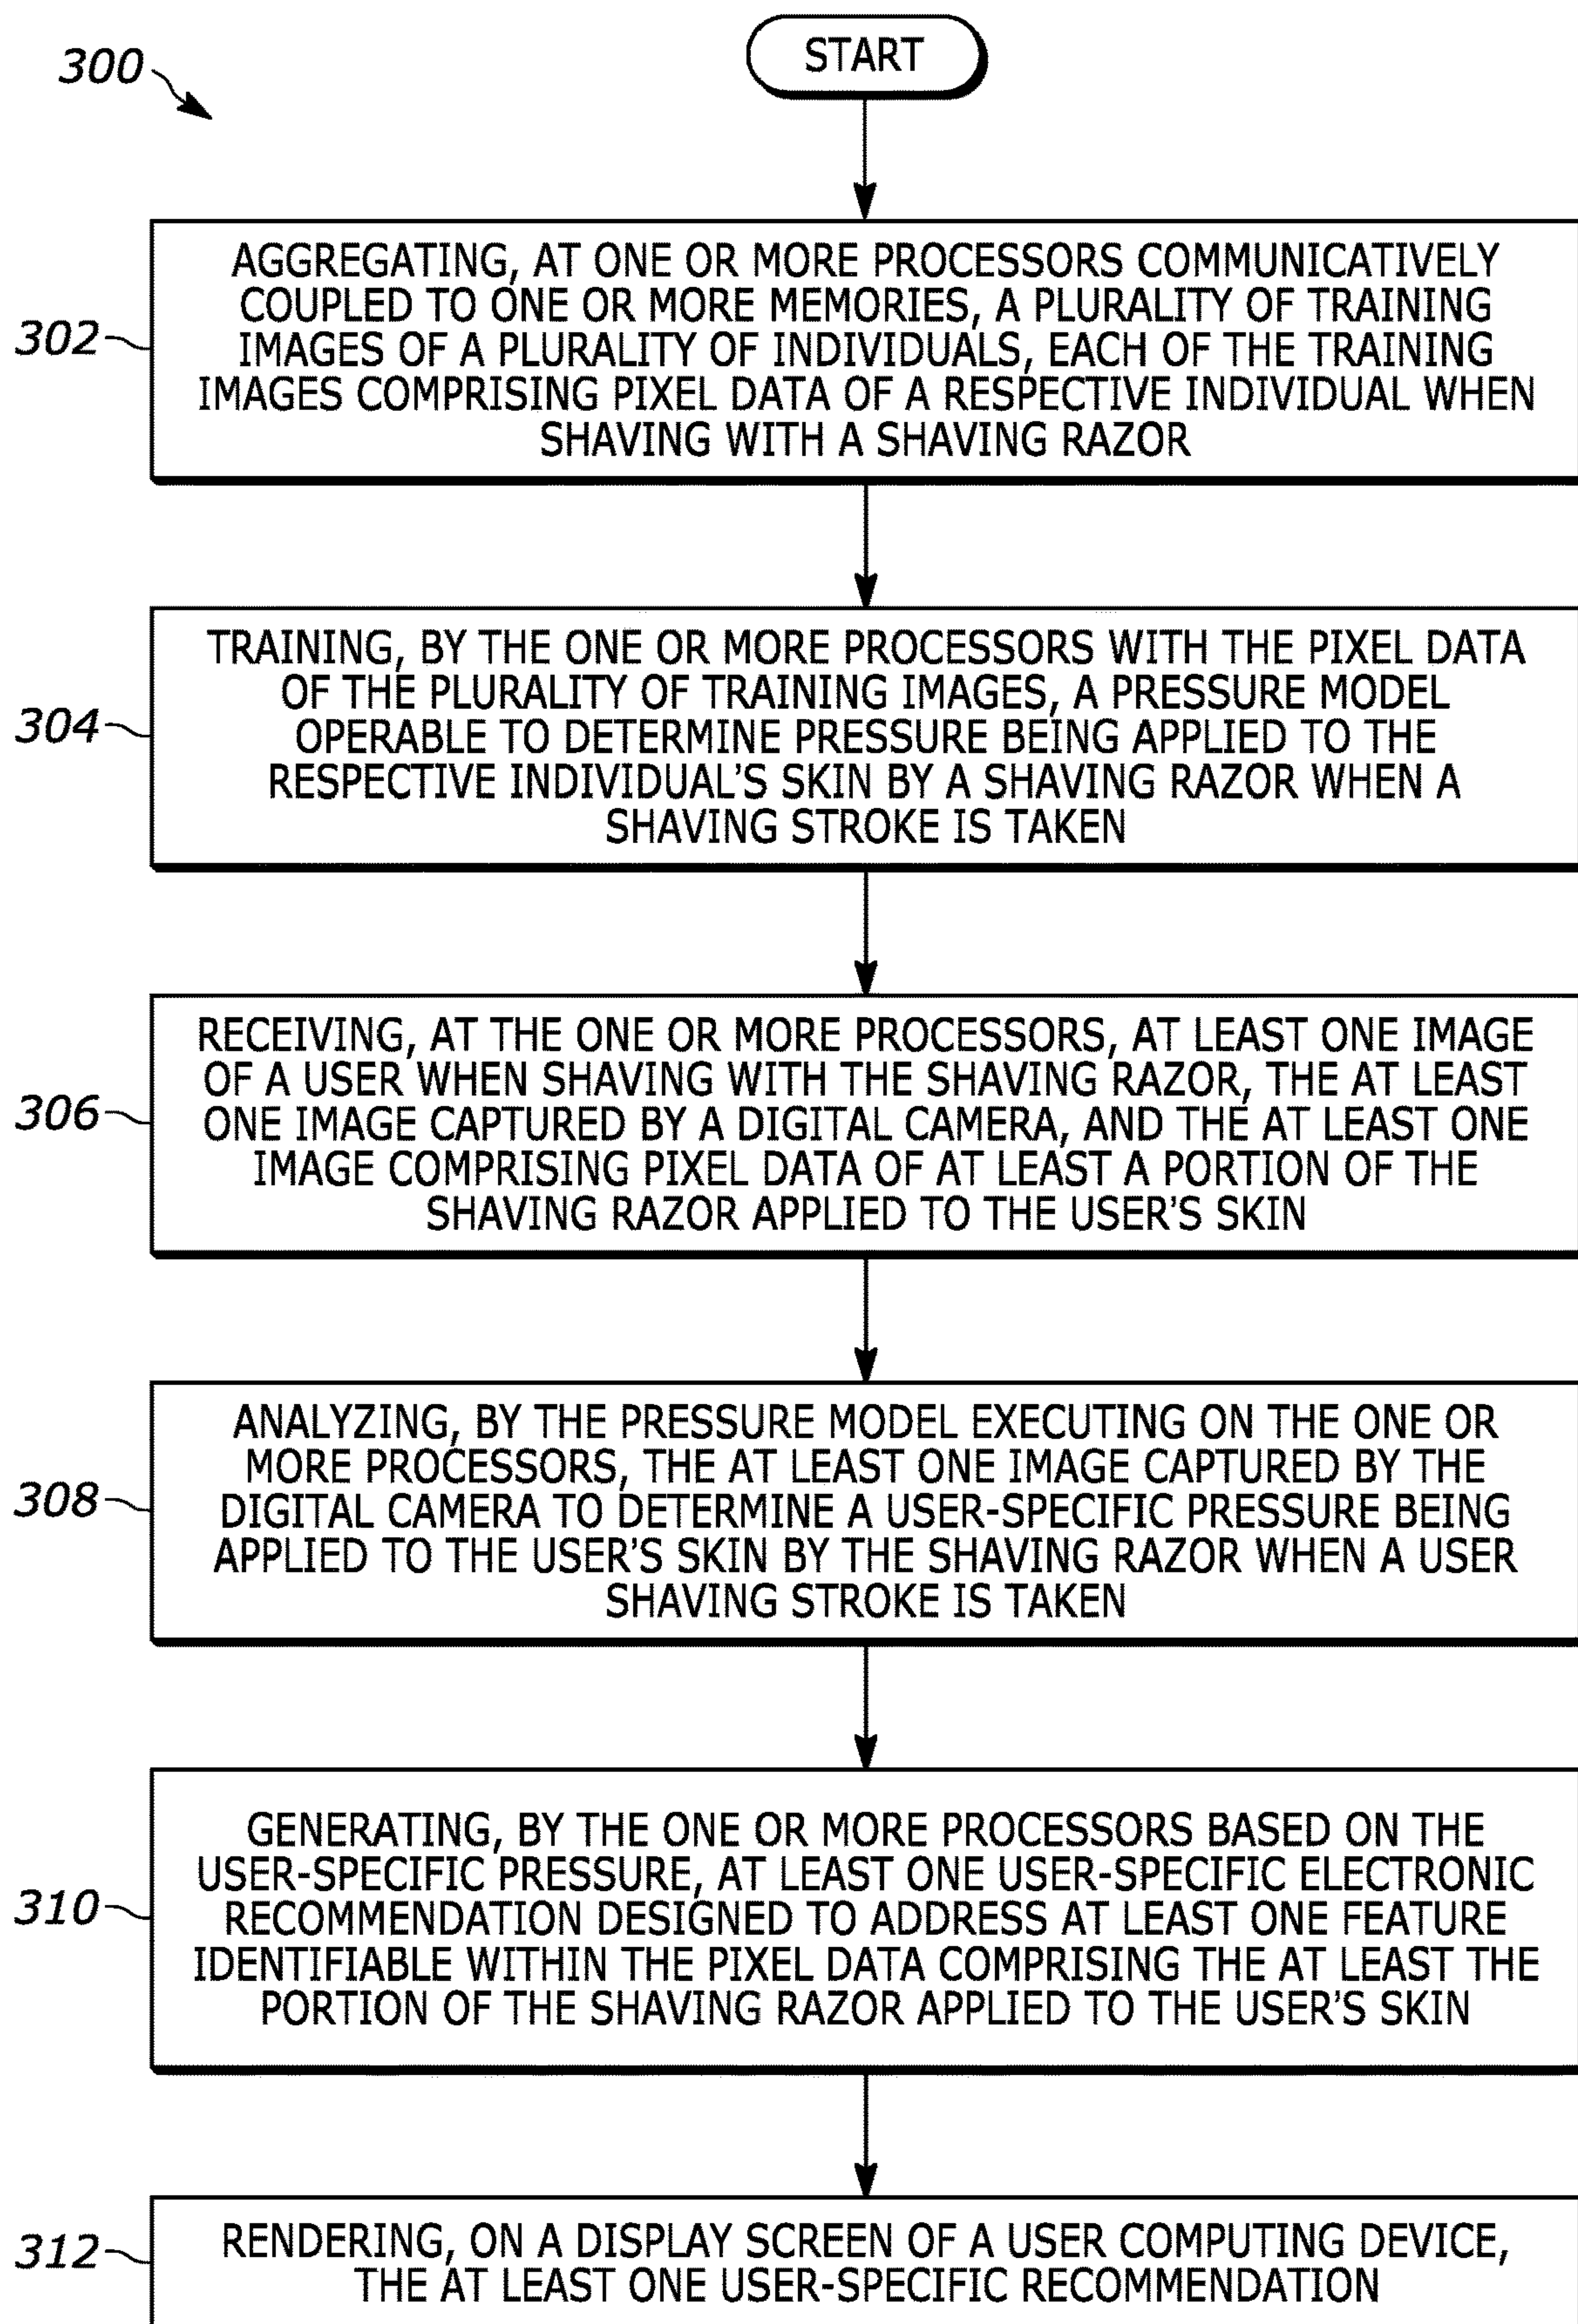 300
START
302
AGGREGATING, AT ONE OR MORE PROCESSORS COMMUNICATIVELY
COUPLED TO ONE OR MORE MEMORIES, A PLURALITY OF TRAINING
IMAGES OF A PLURALITY OF INDIVIDUALS, EACH OF THE TRAINING
IMAGES COMPRISING PIXEL DATA OF A RESPECTIVE INDIVIDUAL WHEN
SHAVING WITH A SHAVING RAZOR
304
TRAINING, BY THE ONE OR MORE PROCESSORS WITH THE PIXEL DATA
OF THE PLURALITY OF TRAINING IMAGES, A PRESSURE MODEL
OPERABLE TO DETERMINE PRESSURE BEING APPLIED TO THE
RESPECTIVE INDIVIDUAL'S SKIN BY A SHAVING RAZOR WHEN A
SHAVING STROKE IS TAKEN
306
RECEIVING, AT THE ONE OR MORE PROCESSORS, AT LEAST ONE IMAGE
OF A USER WHEN SHAVING WITH THE SHAVING RAZOR, THE AT LEAST
ONE IMAGE CAPTURED BY A DIGITAL CAMERA, AND THE AT LEAST ONE
IMAGE COMPRISING PIXEL DATA OF AT LEAST A PORTION OF THE
SHAVING RAZOR APPLIED TO THE USER'S SKIN
308
ANALYZING, BY THE PRESSURE MODEL EXECUTING ON THE ONE OR
MORE PROCESSORS, THE AT LEAST ONE IMAGE CAPTURED BY THE
DIGITAL CAMERA TO DETERMINE A USER-SPECIFIC PRESSURE BEING
APPLIED TO THE USER'S SKIN BY THE SHAVING RAZOR WHEN A USER
SHAVING STROKE IS TAKEN
310
GENERATING, BY THE ONE OR MORE PROCESSORS BASED ON THE
USER-SPECIFIC PRESSURE, AT LEAST ONE USER-SPECIFIC ELECTRONIC
RECOMMENDATION DESIGNED TO ADDRESS AT LEAST ONE FEATURE
IDENTIFIABLE WITHIN THE PIXEL DATA COMPRISING THE AT LEAST THE
PORTION OF THE SHAVING RAZOR APPLIED TO THE USER'S SKIN
312
RENDERING, ON A DISPLAY SCREEN OF A USER COMPUTING DEVICE,
THE AT LEAST ONE USER-SPECIFIC RECOMMENDATION